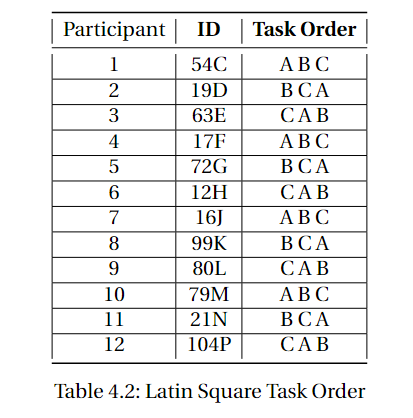 Participant ID Task Order
1 54C A B C
2 19D B C A
3 63E C A B
4 17F A B C
5 72G B C A
6 12H C A B
7 16J A B C
8 99K B C A
9 80L C A B
10 79M A B C
11 21N B C A
12 104P C A B
Table 4.2: Latin Square Task Order